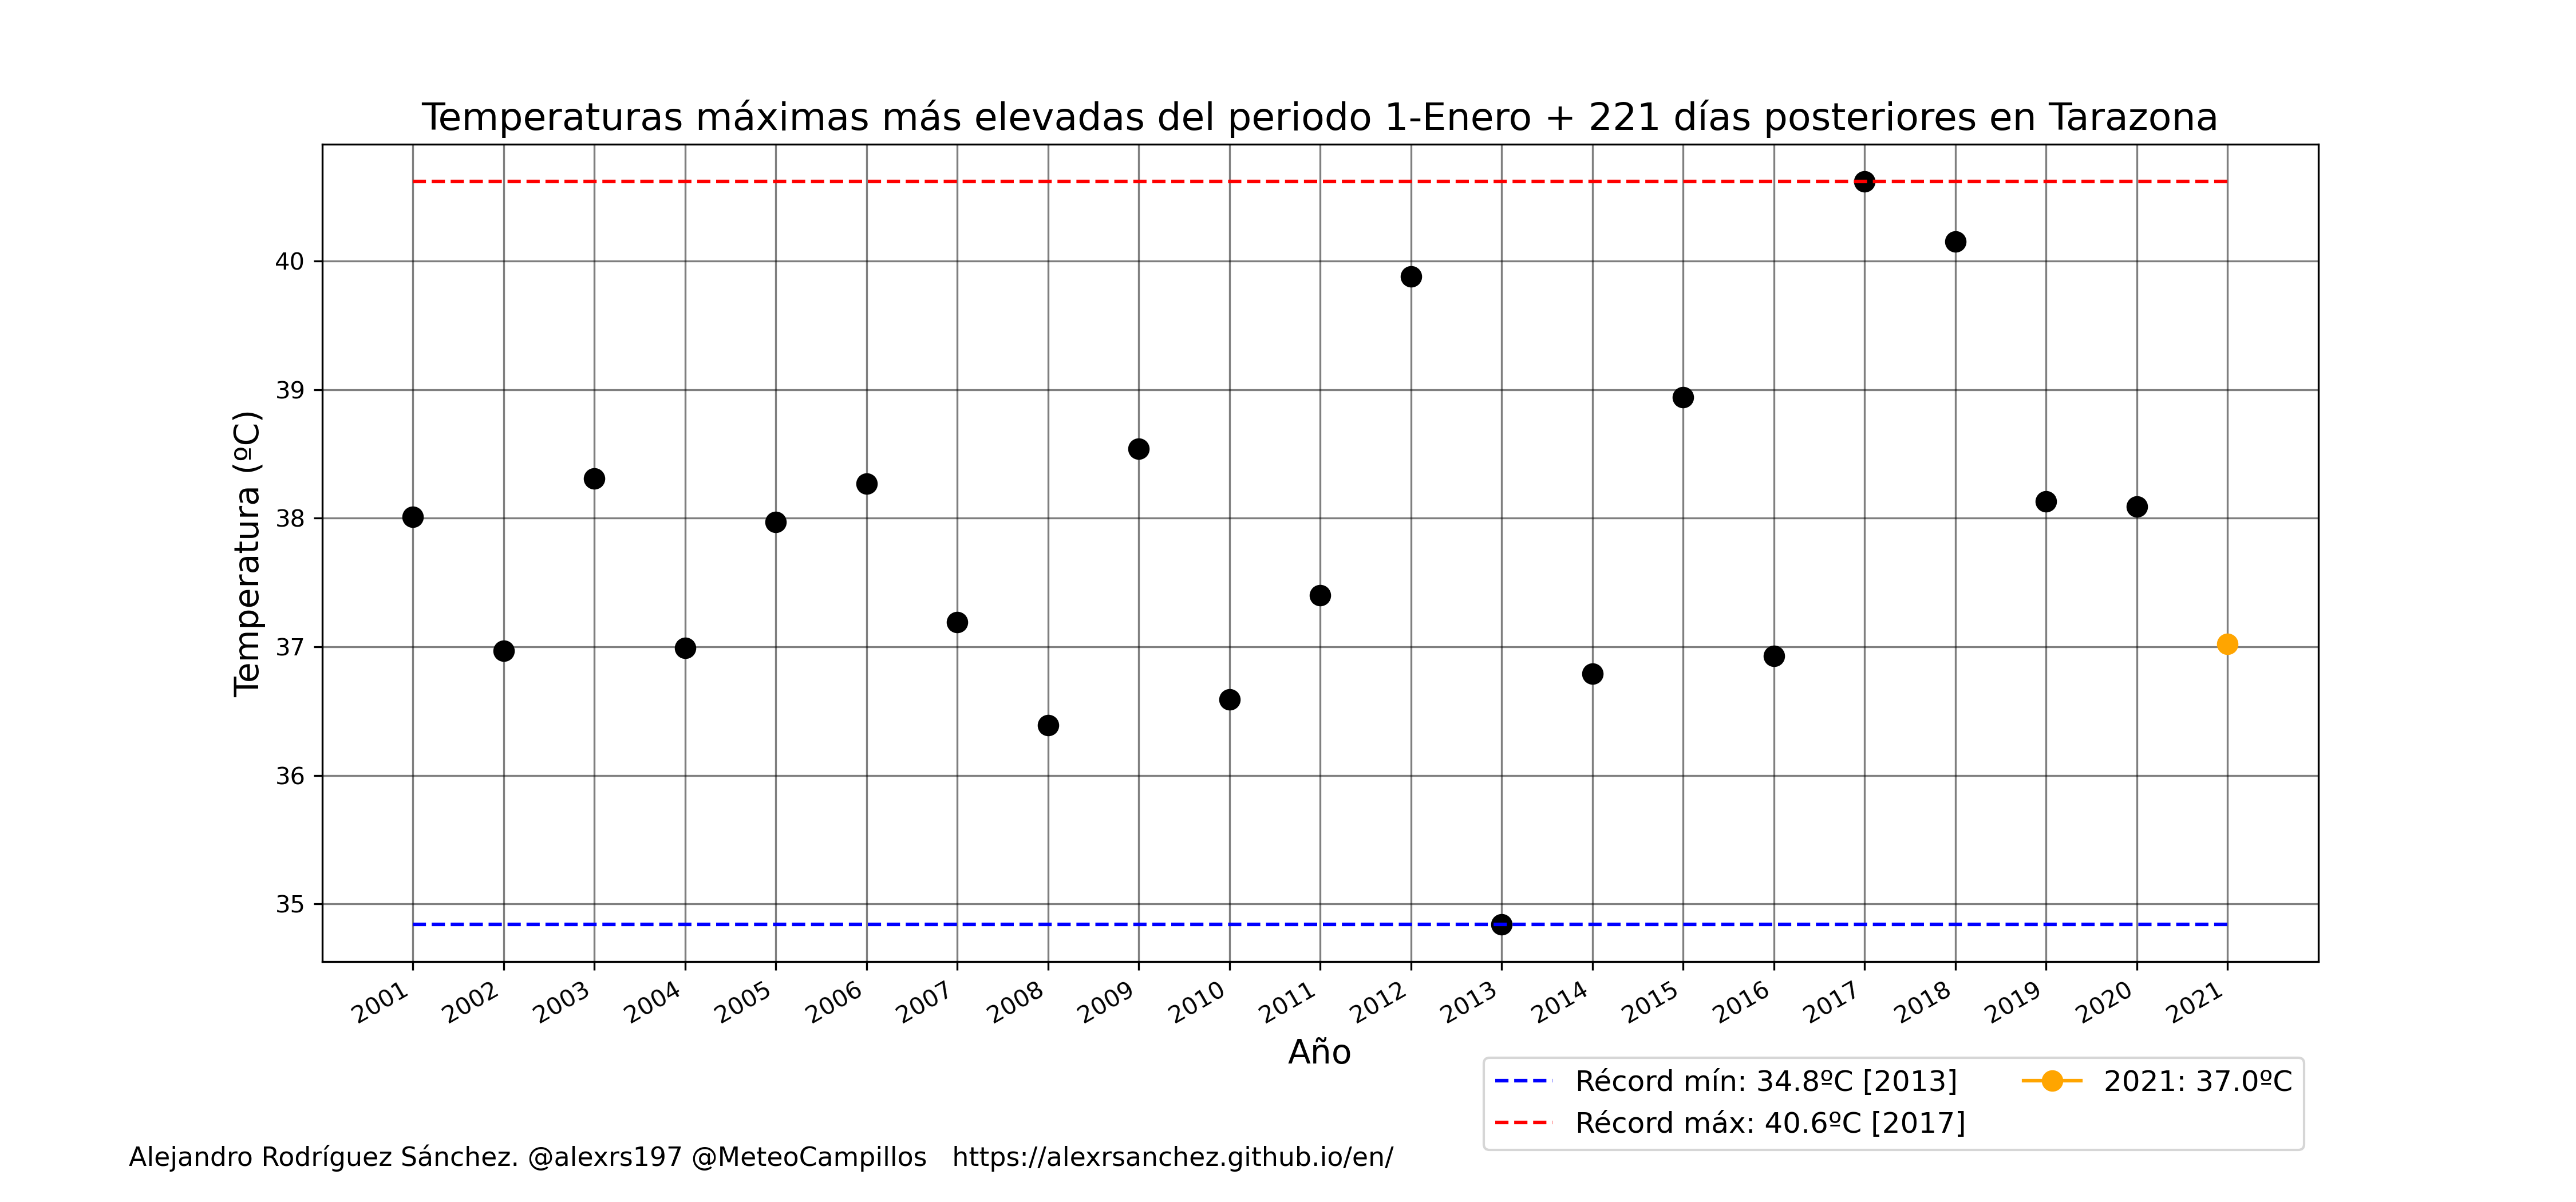 Temperaturas máximas más elevadas del periodo 1-Enero + 221 días posteriores en Tarazona
Temperatura (ºC)
40
39
38
37
36
35
2001 2002 2003 2004 2005 2006 2007 2008 2009 2010 2011 2012 2013 2014 2015 2016 2017 2018 2019 2020 2021
Año
Récord mín: 34.8ºC [2013]
Récord máx: 40.6ºC [2017]
2021: 37.0ºC
Alejandro Rodríguez Sánchez. @alexrs197 @MeteoCampillos https://alexrsanchez.github.io/en/